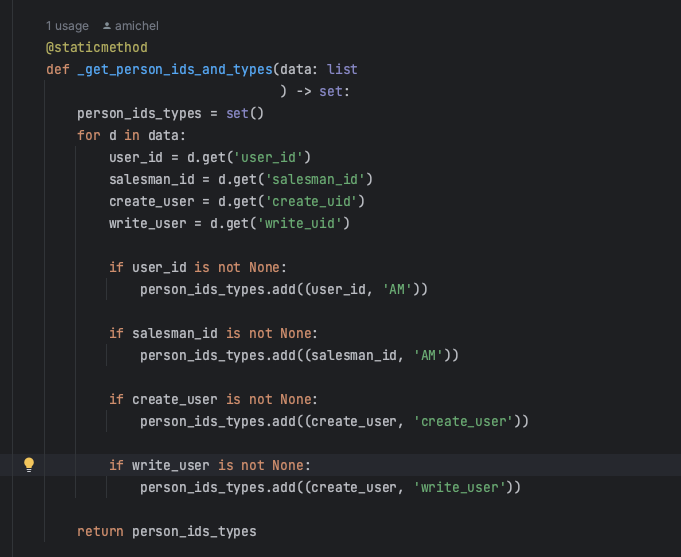 1 usage amichel
@staticmethod
def _get_person_ids_and_types(data: list
) -> set:
person_ids_types = set()
for d in data:
user_id = d.get('user_id')
salesman_id = d.get('salesman_id')
create_user = d.get('create_uid')
write_user = d.get('write_uid')
if user_id is not None:
person_ids_types.add((user_id, 'AM'))
if salesman_id is not None:
person_ids_types.add((salesman_id, 'AM'))
if create_user is not None:
person_ids_types.add((create_user, 'create_user'))
if write_user is not None:
person_ids_types.add((create_user, 'write_user'))
return person_ids_types